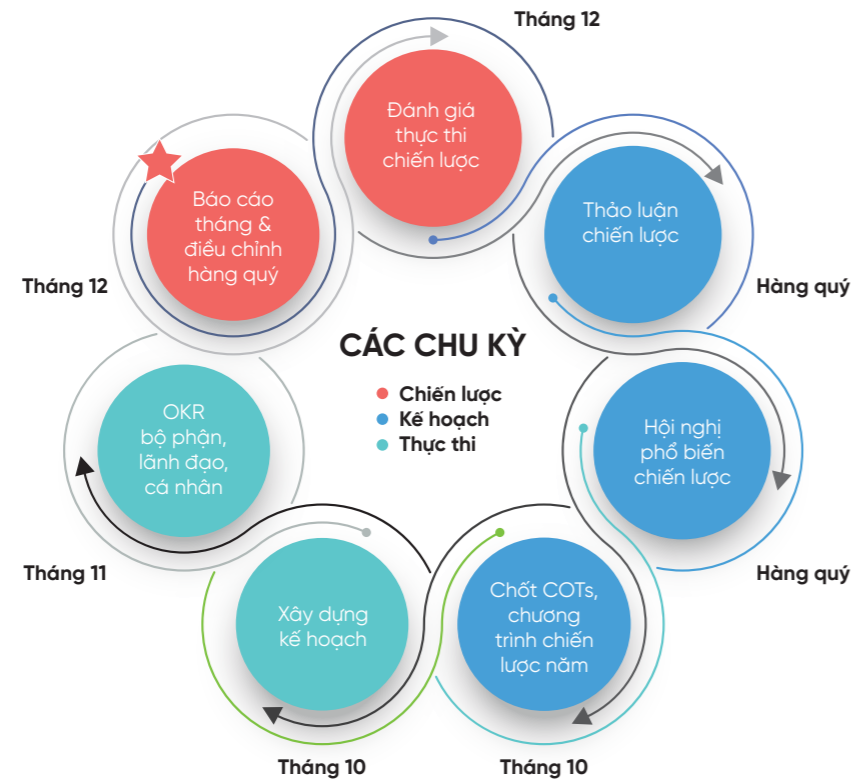 Tháng 12
Đánh giá
thực thi
chiến lược
Báo cáo
tháng &
điều chỉnh
hàng quý
Thảo luận
chiến lược
Tháng 12
Hàng quý
CÁC CHU KỲ
Chiến lược
Kế hoạch
Thực thi
OKR
bộ phận,
lãnh đạo,
cá nhân
Hội nghị
phổ biến
chiến lược
Tháng 11
Hàng quý
Xây dựng
kế hoạch
Chốt COTs,
chương
trình chiến
lược năm
Tháng 10
Tháng 10